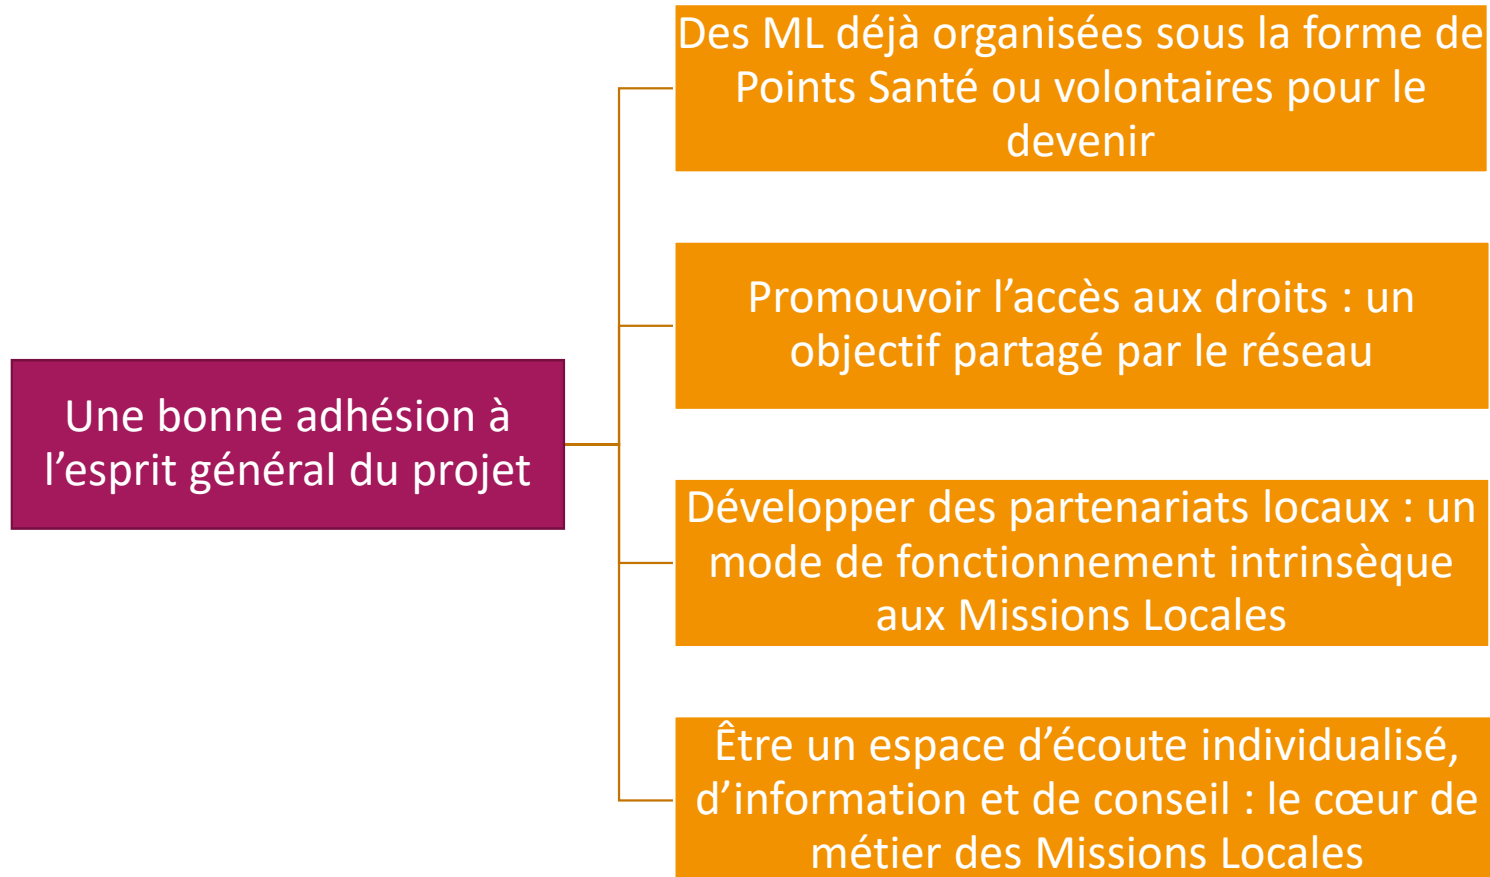 Une bonne adhésion à
l’esprit général du projet
Des ML déjà organisées sous la forme de
Points Santé ou volontaires pour le
devenir
Promouvoir l’accès aux droits : un
objectif partagé par le réseau
Développer des partenariats locaux : un
mode de fonctionnement intrinsèque
aux Missions Locales
Être un espace d’écoute individualisé,
d’information et de conseil : le cœur de
métier des Missions Locales